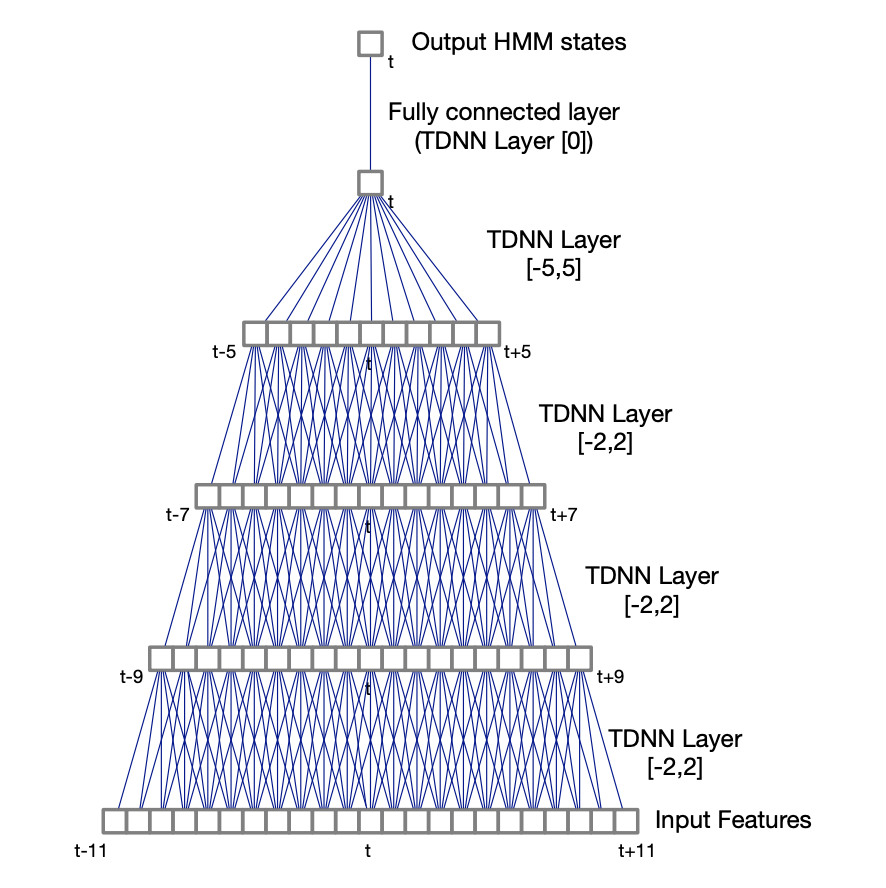 Output HMM states
t
Fully connected layer
(TDNN Layer [0])
t
TDNN Layer
[-5,5]
t-5
t
t+5
TDNN Layer
[-2,2]
t-7
t
t+7
TDNN Layer
[-2,2]
t-9
t
t+9
TDNN Layer
[-2,2]
Input Features
t-11
t
t+11